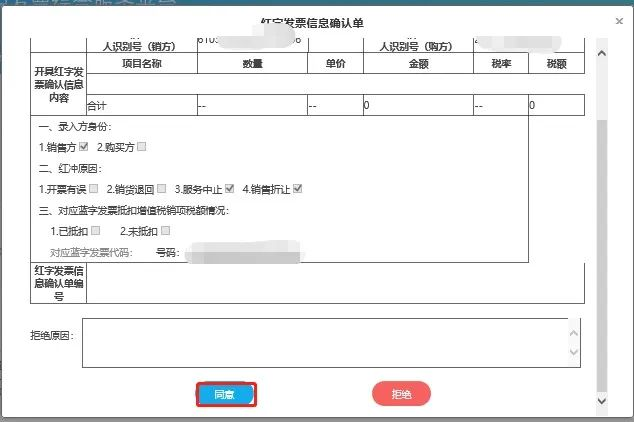 红字发票信息确认单
人识别号（销方） 人识别号（购方）
项目名称 数量 单价 金额 税率 税额
开具红字发
票确认信息
内容
合计 -- -- 0 -- 0
一、录入方身份：
1.销售方 2.购买方
二、红冲原因：
1.开票有误 2.销货退回 3.服务中止 4.销售折让
三、对应蓝字发票抵扣增值税销项税额情况：
1.已抵扣 2.未抵扣
对应蓝字发票代码： 号码：
红字发票信
息确认单编
号
拒绝原因：
同意 拒绝